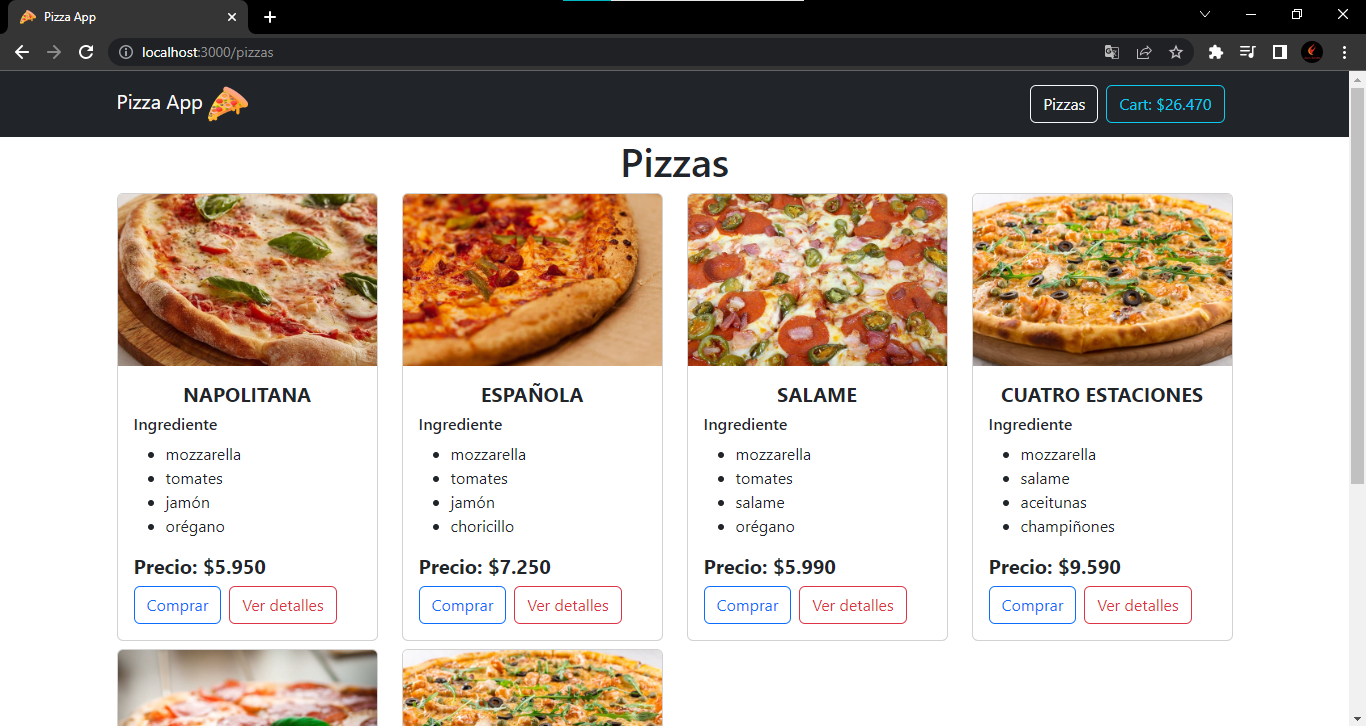 Pizza App
localhost:3000/pizzas
Pizza App
Pizzas
Cart: $26.470
Pizzas
NAPOLITANA
Ingrediente
mozzarella
tomates
jamón
orégano
Precio: $5.950
Comprar
Ver detalles
ESPAÑOLA
Ingrediente
mozzarella
tomates
jamón
choricillo
Precio: $7.250
Comprar
Ver detalles
SALAME
Ingrediente
mozzarella
tomates
salame
orégano
Precio: $5.990
Comprar
Ver detalles
CUATRO ESTACIONES
Ingrediente
mozzarella
salame
aceitunas
champiñones
Precio: $9.590
Comprar
Ver detalles